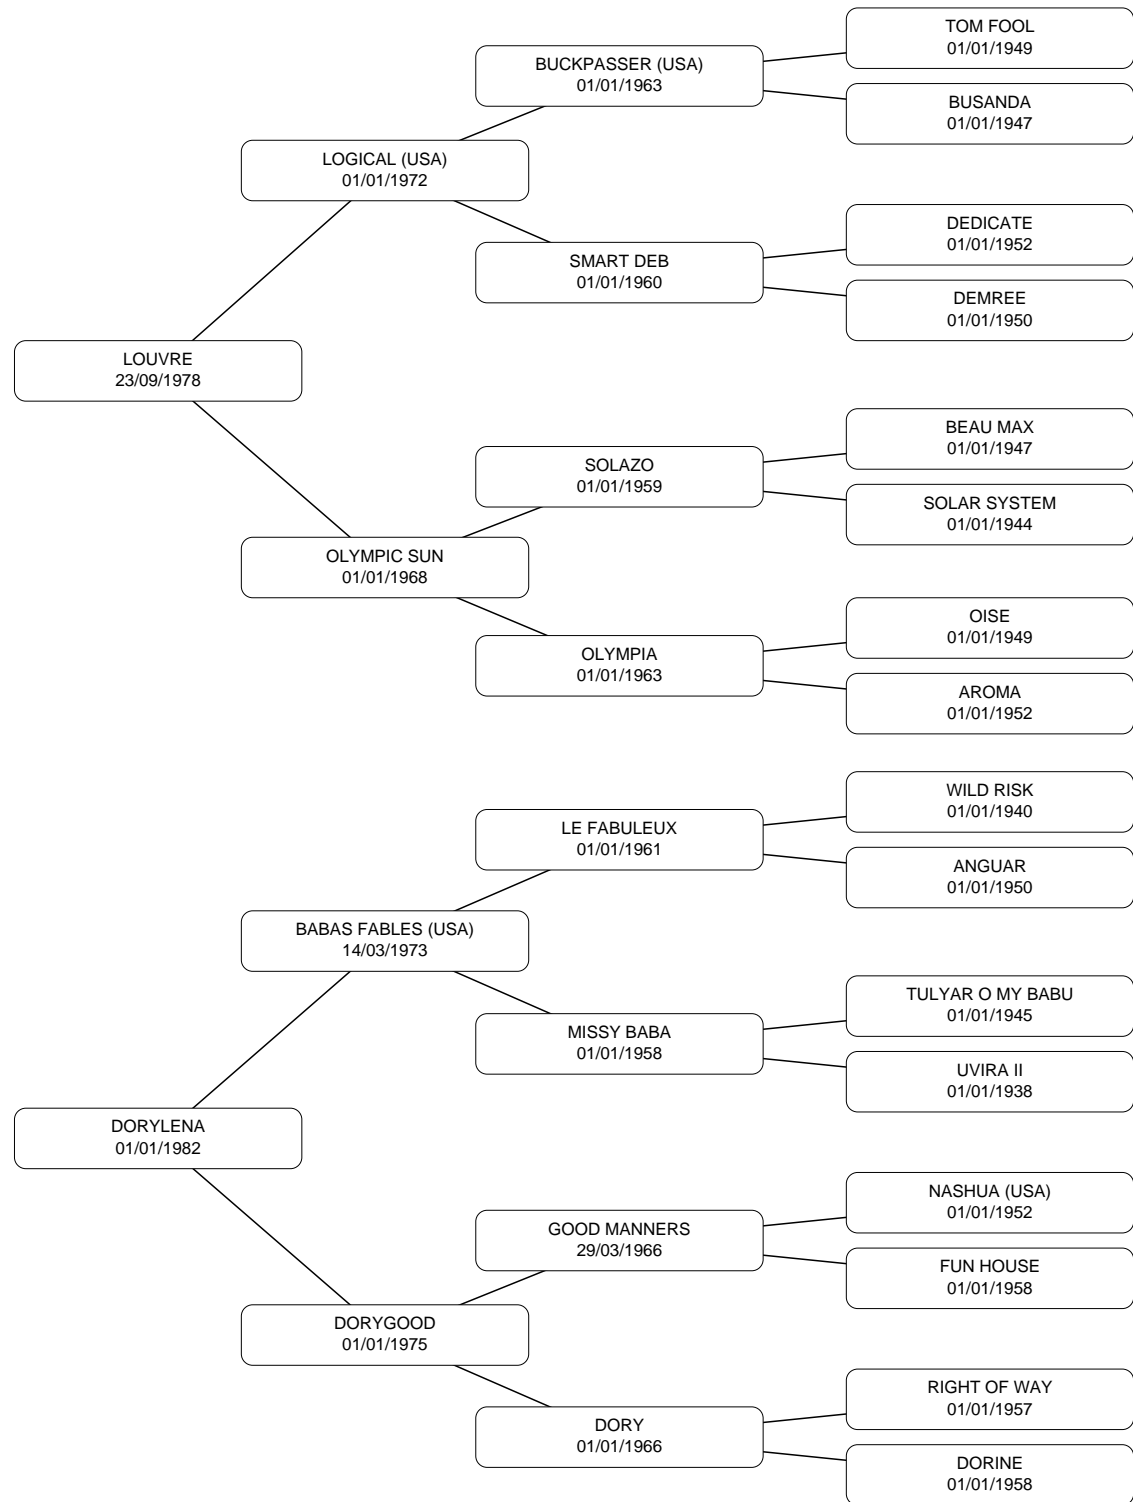 TOM FOOL
01/01/1949
BUCKPASSER (USA)
01/01/1963
BUSANDA
01/01/1947
LOGICAL (USA)
01/01/1972
DEDICATE
01/01/1952
SMART DEB
01/01/1960
DEMREE
01/01/1950
LOUVRE
23/09/1978
BEAU MAX
01/01/1947
SOLAZO
01/01/1959
SOLAR SYSTEM
01/01/1944
OLYMPIC SUN
01/01/1968
OISE
01/01/1949
OLYMPIA
01/01/1963
AROMA
01/01/1952
WILD RISK
01/01/1940
LE FABULEUX
01/01/1961
ANGUAR
01/01/1950
BABAS FABLES (USA)
14/03/1973
TULYAR O MY BABU
01/01/1945
MISSY BABA
01/01/1958
UVIRA II
01/01/1938
DORYLENA
01/01/1982
NASHUA (USA)
01/01/1952
GOOD MANNERS
29/03/1966
FUN HOUSE
01/01/1958
DORYGOOD
01/01/1975
RIGHT OF WAY
01/01/1957
DORY
01/01/1966
DORINE
01/01/1958